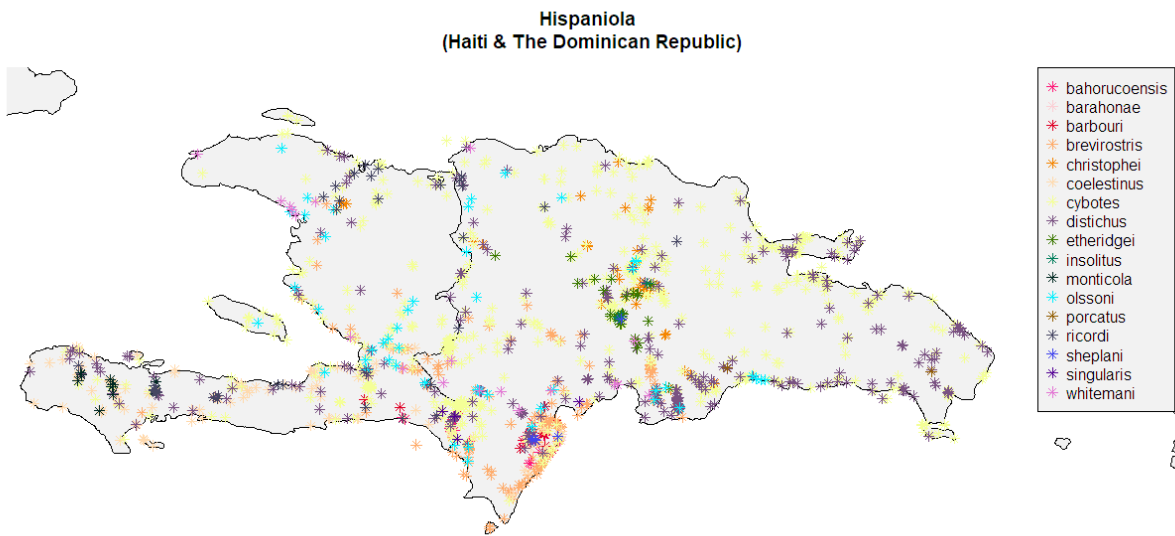 Hispaniola
(Haiti & The Dominican Republic)
bahorucoensis
barahonae
barbouri
brevirostris
christophei
coelestinus
cybotes
distichus
etheridgei
insolitus
monticola
olssoni
porcatus
ricordi
sheplani
singularis
whitemani